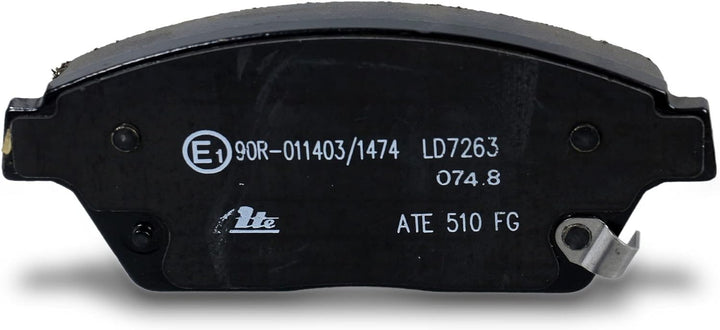 E1 90R-011403/1474 LD7263
074.8
ate ATE 510 FG